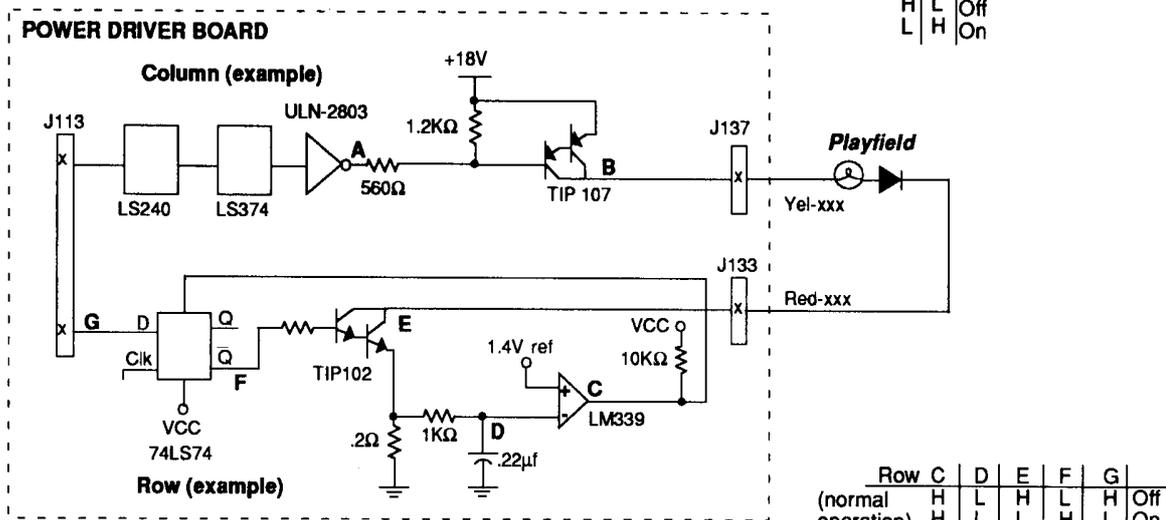 H L Off
L H On
POWER DRIVER BOARD
Column (example)
+18V
ULN-2803
J113
1.2KΩ
J137
Playfield
x
A
560Ω
B
x
LS240
LS374
TIP 107
Yel-xxx
J133
x
G
D
Q
E
x
Red-xxx
VCC
Clk
Q
F
TIP102
1.4V ref
10KΩ
+
C
-
LM339
VCC
.2Ω
1KΩ
D
74LS74
.22µf
Row (example)
Row C D E F G
(normal H L H L H Off
operation) H L L H L On